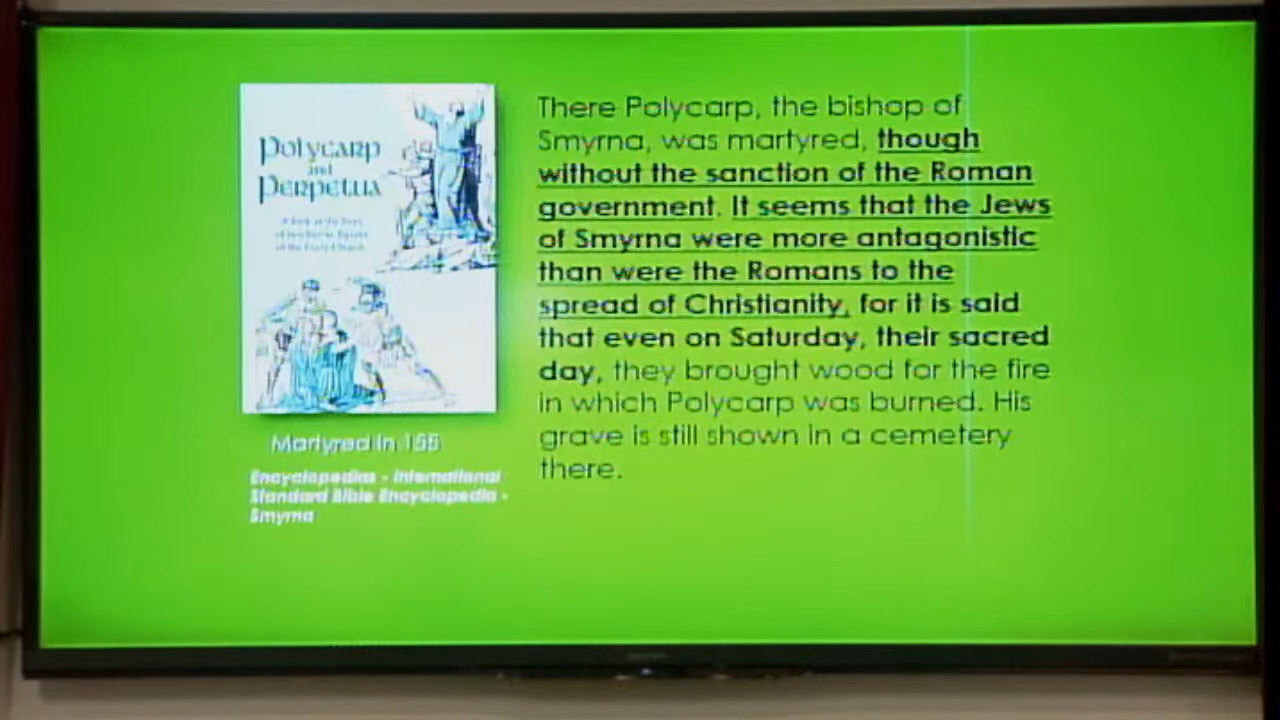 Polycarp
and
Perpetua
of the Early Church
Martyred in 155
Encyclopedias - International
Standard Bible Encyclopedia -
Smyrna
There Polycarp, the bishop of
Smyrna, was martyred, though
without the sanction of the Roman
government. It seems that the Jews
of Smyrna were more antagonistic
than were the Romans to the
spread of Christianity, for it is said
that even on Saturday, their sacred
day, they brought wood for the fire
in which Polycarp was burned. His
grave is still shown in a cemetery
there.